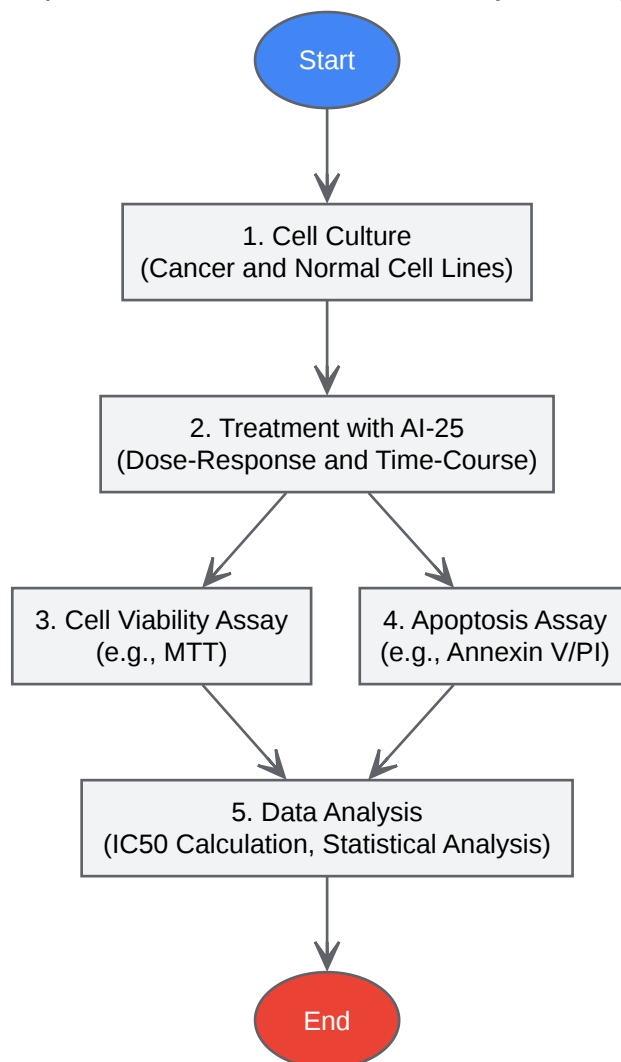 Start
1. Cell Culture
(Cancer and Normal Cell Lines)
2. Treatment with AI-25
(Dose-Response and Time-Course)
3. Cell Viability Assay
(e.g., MTT)
4. Apoptosis Assay
(e.g., Annexin V/PI)
5. Data Analysis
(IC50 Calculation, Statistical Analysis)
End